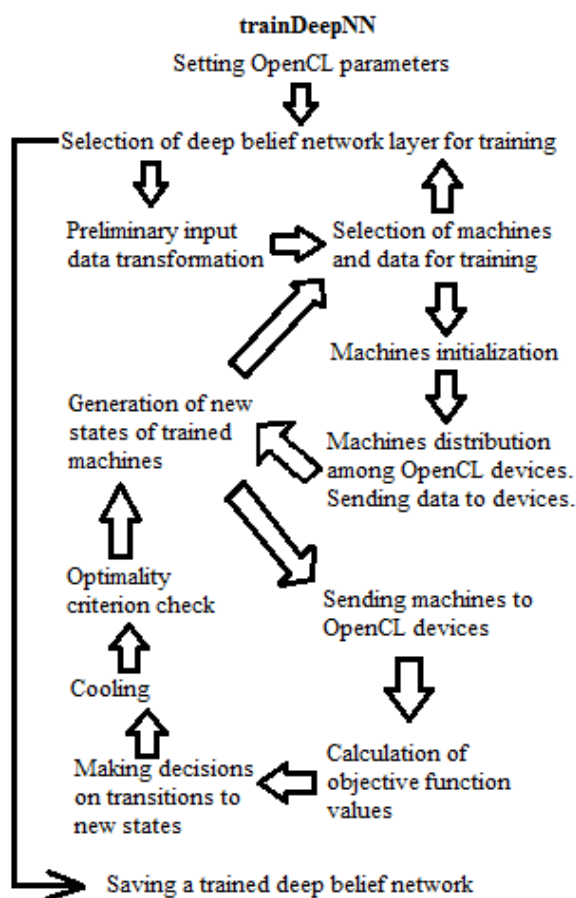 trainDeepNN
Setting OpenCL parameters
Selection of deep belief network layer for training
Preliminary input
data transformation
Selection of machines
and data for training
Machines initialization
Generation of new
states of trained
machines
Machines distribution
among OpenCL devices.
Sending data to devices.
Optimality
criterion check
Sending machines to
OpenCL devices
Cooling
Making decisions
on transitions to
new states
Calculation of
objective function
values
Saving a trained deep belief network